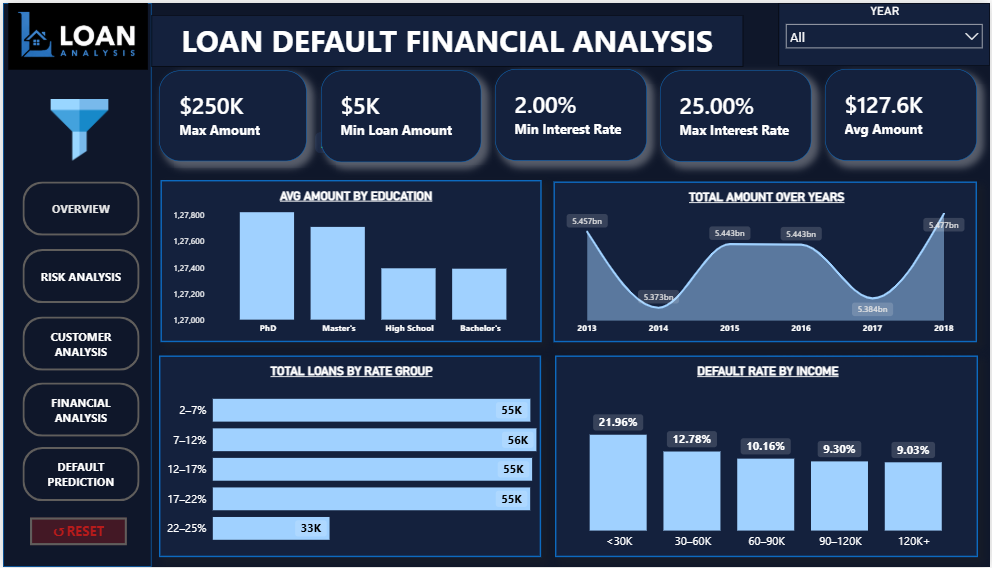 LOAN
ANALYSIS
LOAN DEFAULT FINANCIAL ANALYSIS
YEAR
All
$250K
Max Amount
$5K
Min Loan Amount
2.00%
Min Interest Rate
25.00%
Max Interest Rate
$127.6K
Avg Amount
OVERVIEW
RISK ANALYSIS
CUSTOMER
ANALYSIS
FINANCIAL
ANALYSIS
DEFAULT
PREDICTION
↺ RESET
AVG AMOUNT BY EDUCATION
1,27,800
1,27,600
1,27,400
1,27,200
1,27,000
PhD
Master's
High School
Bachelor's
TOTAL AMOUNT OVER YEARS
5.457bn
5.373bn
5.443bn
5.443bn
5.384bn
5.477bn
2013
2014
2015
2016
2017
2018
TOTAL LOANS BY RATE GROUP
2–7% 55K
7–12% 56K
12–17% 55K
17–22% 55K
22–25% 33K
DEFAULT RATE BY INCOME
21.96%
12.78%
10.16%
9.30%
9.03%
<30K
30–60K
60–90K
90–120K
120K+